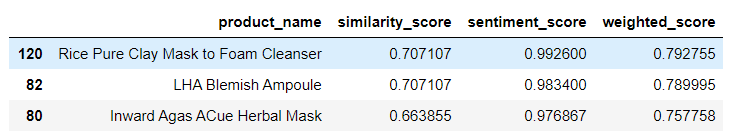 product_name similarity_score sentiment_score weighted_score
120 Rice Pure Clay Mask to Foam Cleanser 0.707107 0.992600 0.792755
82 LHA Blemish Ampoule 0.707107 0.983400 0.789995
80 Inward Agas ACue Herbal Mask 0.663855 0.976867 0.757758